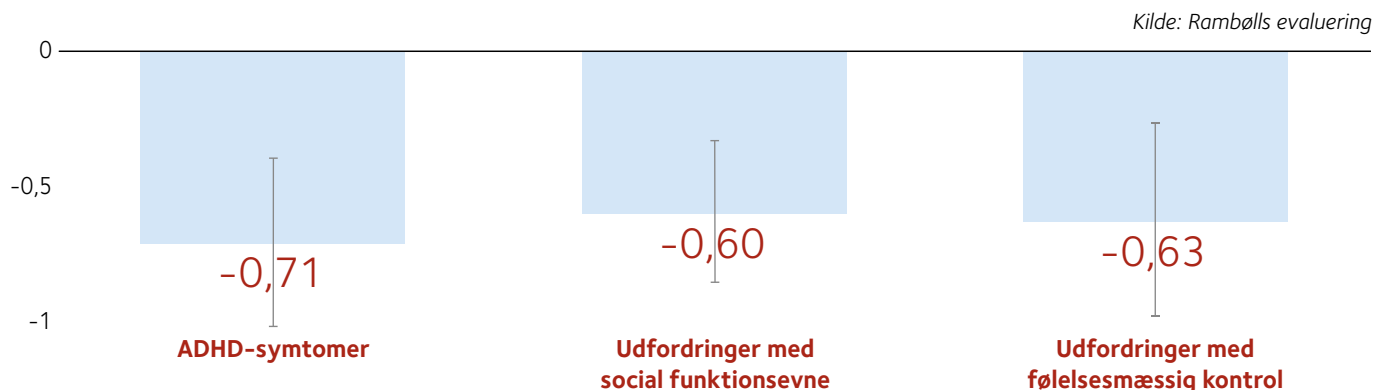 Kilde: Rambølls evaluering
0
-0,5
-1
-0,71
-0,60
-0,63
ADHD-symtomer
Udfordringer med
social funktionsevne
Udfordringer med
følelsesmæssig kontrol